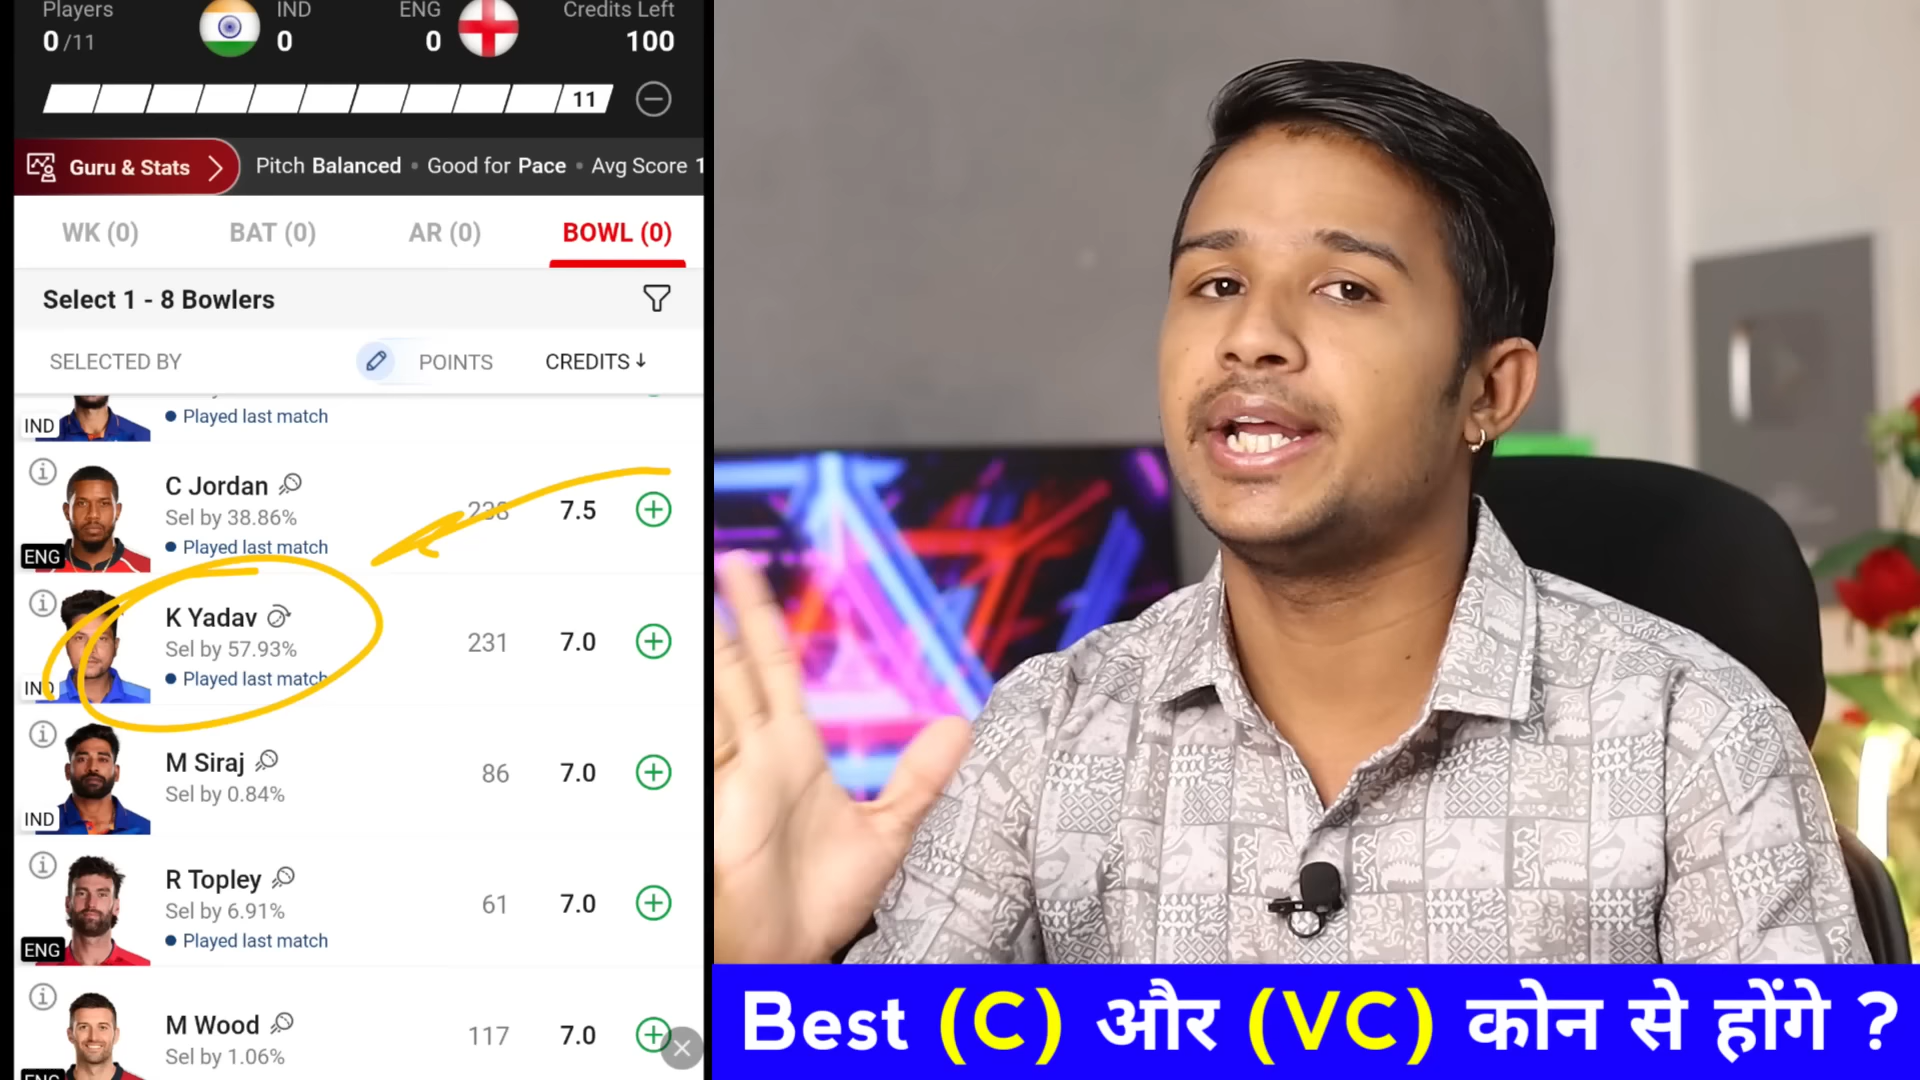 Players IND ENG Credits Left
0/11 0 0 100
11
Guru & Stats Pitch Balanced • Good for Pace • Avg Score 1
WK (0) BAT (0) AR (0) BOWL (0)
Select 1 - 8 Bowlers
SELECTED BY POINTS CREDITS↓
IND • Played last match
C Jordan
Sel by 38.86% 238 7.5
ENG • Played last match
K Yadav
Sel by 57.93% 231 7.0
IND • Played last match
M Siraj 86 7.0
Sel by 0.84%
IND
R Topley
Sel by 6.91% 61 7.0
ENG • Played last match
M Wood 117 7.0
Sel by 1.06%
ENG
Best (C) और (VC) कोन से होंगे ?